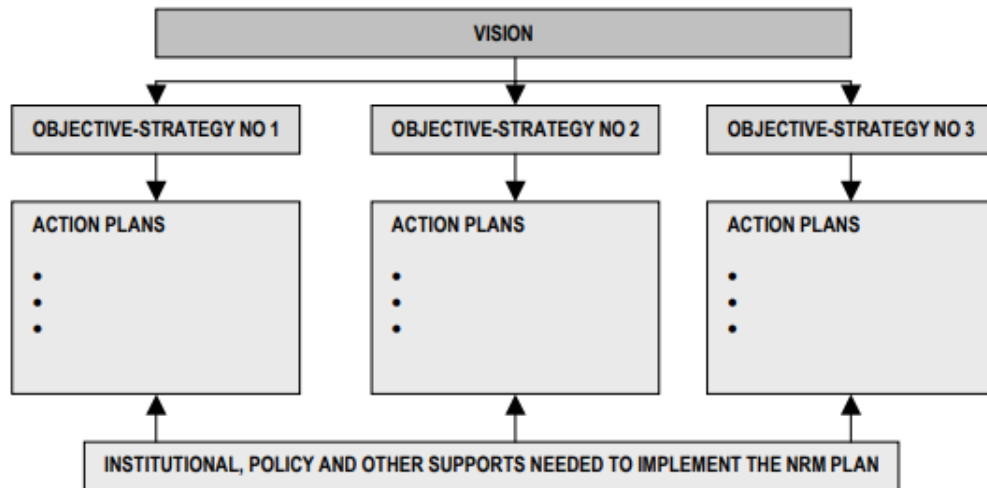 VISION
OBJECTIVE-STRATEGY NO 1
OBJECTIVE-STRATEGY NO 2
OBJECTIVE-STRATEGY NO 3
ACTION PLANS
•
•
•
ACTION PLANS
•
•
•
ACTION PLANS
•
•
•
INSTITUTIONAL, POLICY AND OTHER SUPPORTS NEEDED TO IMPLEMENT THE NRM PLAN